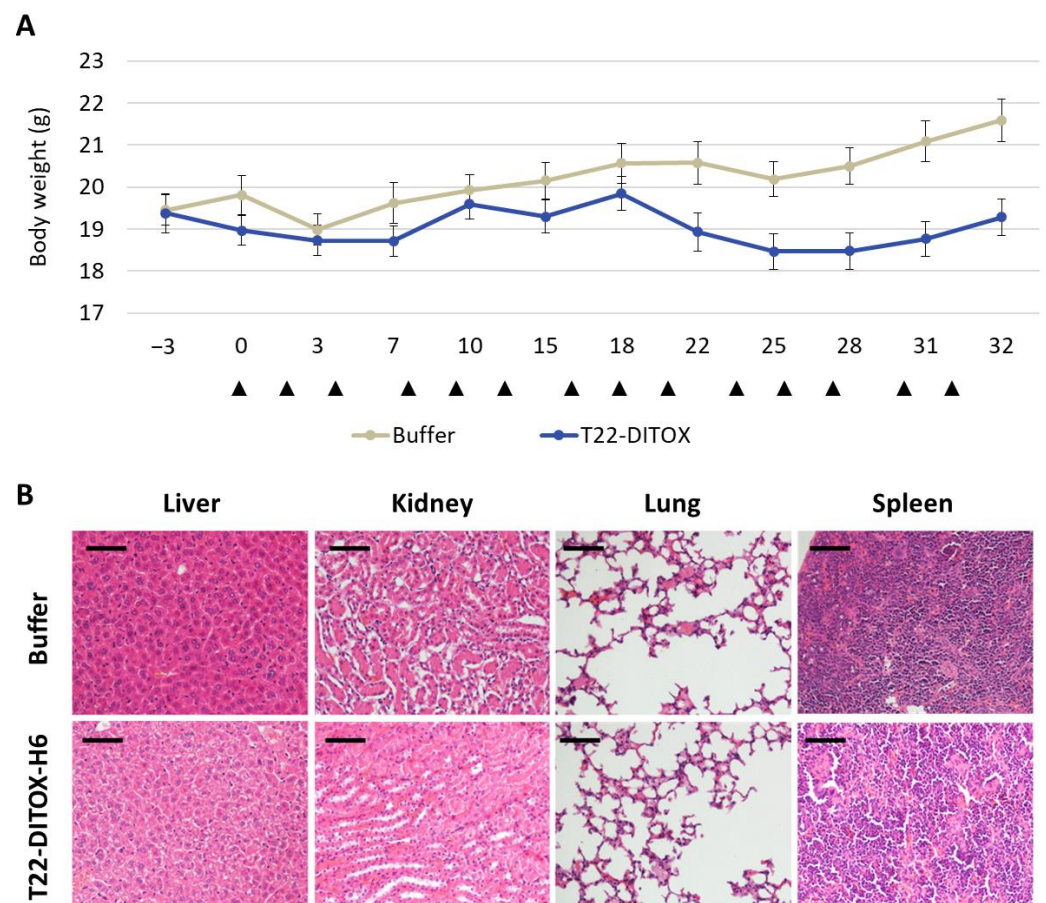 A
23
22
21
20
19
18
17
Body weight (g)
−3 0 3 7 10 15 18 22 25 28 31 32
Buffer T22-DITOX
B
Liver Kidney Lung Spleen
Buffer
T22-DITOX-H6